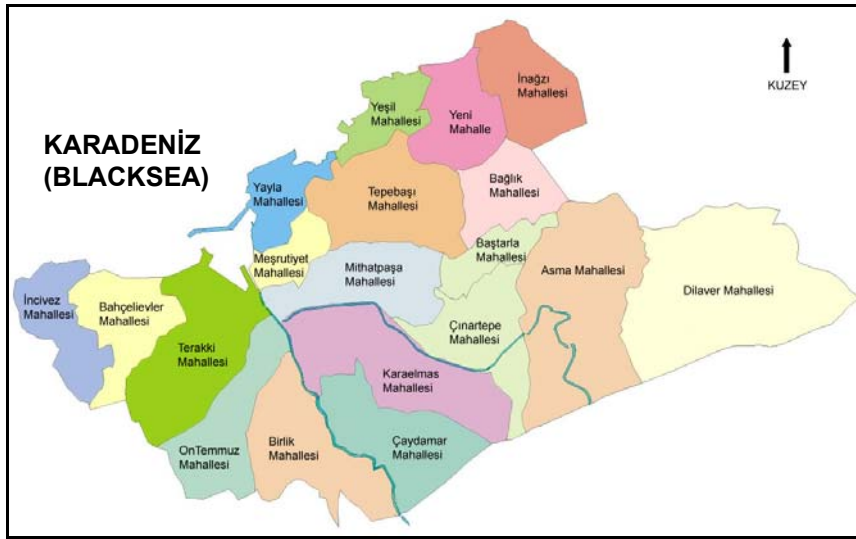 KARADENİZ
(BLACKSEA)
KUZEY
İnağzı
Mahallesi
Yeşil
Mahallesi
Yeni
Mahalle
Yayla
Mahallesi
Tepebaşı
Mahallesi
Bağlık
Mahallesi
Meşrutiyet
Mahallesi
Mithatpaşa
Mahallesi
Baştarla
Mahallesi
Asma Mahallesi
Dilaver Mahallesi
İncivez
Mahallesi
Bahçelievler
Mahallesi
Terakki
Mahallesi
Çınartepe
Mahallesi
Karaelmas
Mahallesi
OnTemmuz
Mahallesi
Birlik
Mahallesi
Çaydamar
Mahallesi